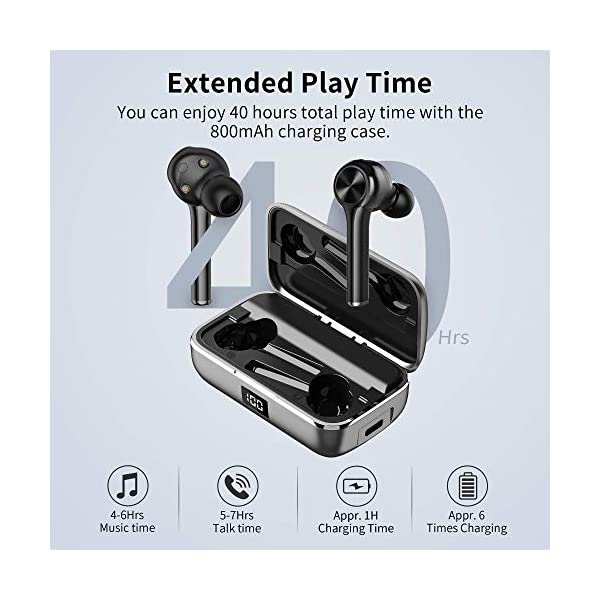 Extended Play Time
You can enjoy 40 hours total play time with the
800mAh charging case.
40
Hrs
100
4-6Hrs
Music time
5-7Hrs
Talk time
Appr. 1H
Charging Time
Appr. 6
Times Charging